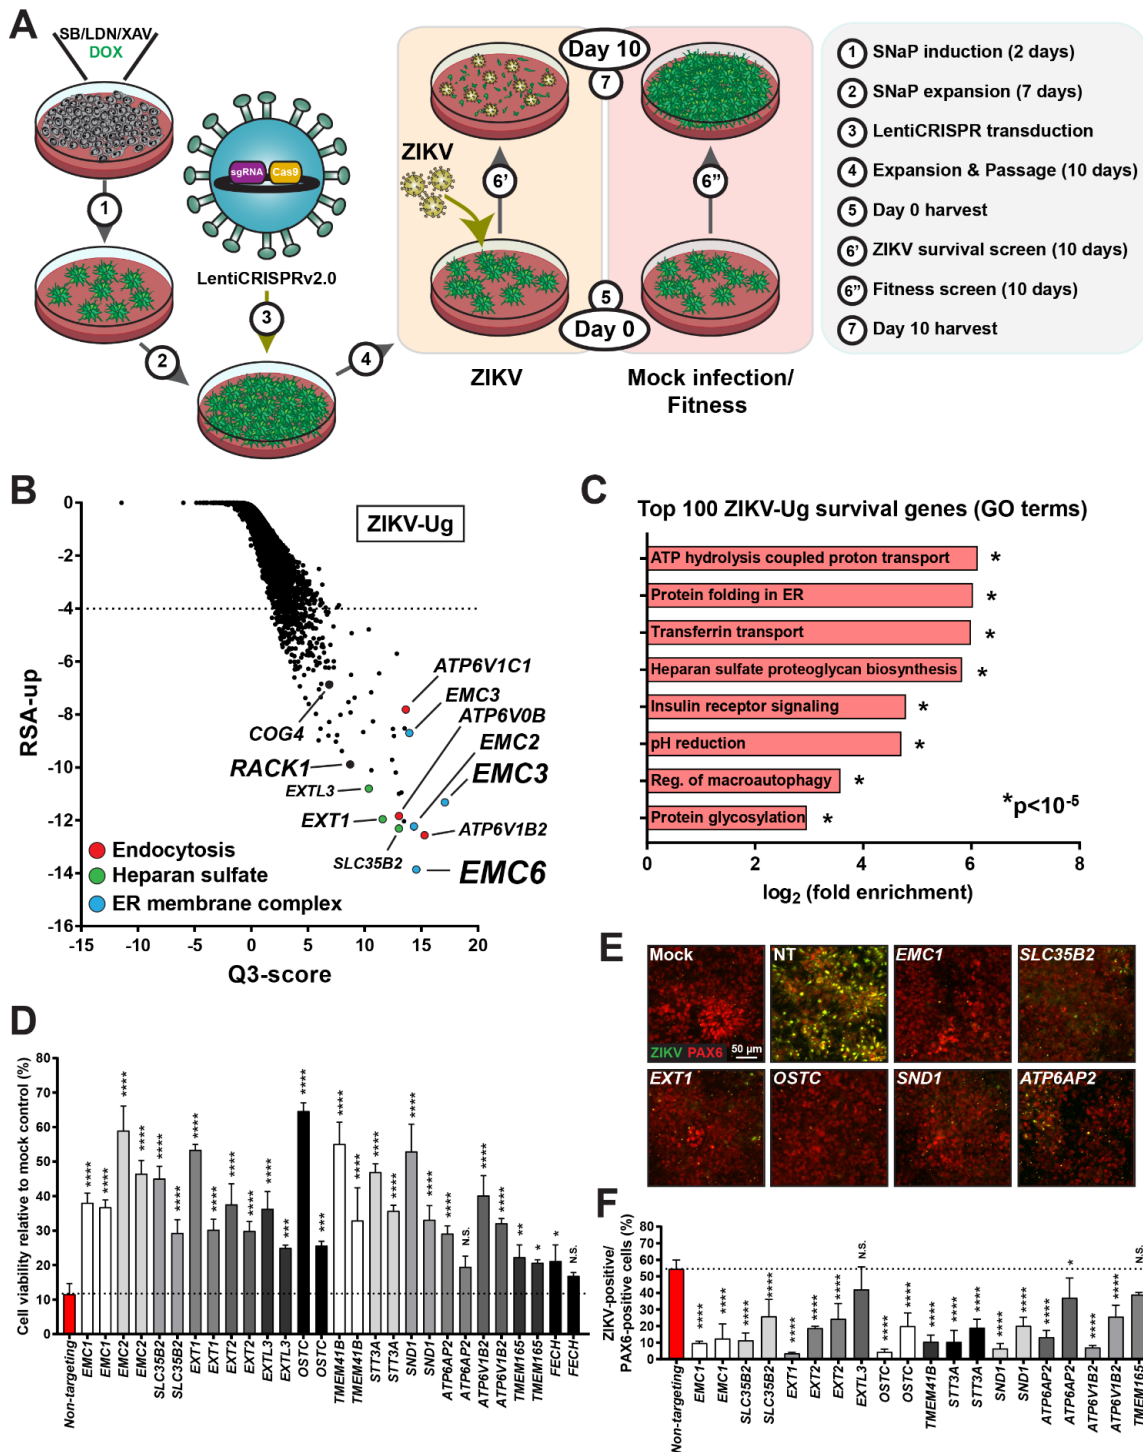 A
SB/LDN/XAV
DOX
1
2
sgRNA Cas9
LentiCRISPRv2.0
3
4
Day 10
7
ZIKV
6'
6"
5
Day 0
ZIKV
Mock infection/
Fitness
1 SNaP induction (2 days)
2 SNaP expansion (7 days)
3 LentiCRISPR transduction
4 Expansion & Passage (10 days)
5 Day 0 harvest
6' ZIKV survival screen (10 days)
6" Fitness screen (10 days)
7 Day 10 harvest
B
ZIKV-Ug
RSA-up
0
-2
-4
-6
-8
-10
-12
-14
-16
ATP6V1C1
EMC3
ATP6V0B
COG4
EMC2
RACK1
EMC3
EXTL3
EXT1
ATP6V1B2
SLC35B2
EMC6
Endocytosis
Heparan sulfate
ER membrane complex
-15 -10 -5 0 5 10 15 20
Q3-score
C
Top 100 ZIKV-Ug survival genes (GO terms)
ATP hydrolysis coupled proton transport *
Protein folding in ER *
Transferrin transport *
Heparan sulfate proteoglycan biosynthesis *
Insulin receptor signaling *
pH reduction *
Reg. of macroautophagy *
Protein glycosylation *
*p<10-5
0 2 4 6 8
log2 (fold enrichment)
D
Cell viability relative to mock control (%)
80
70
60
50
40
30
20
10
0
**** **** **** **** **** **** **** **** **** **** **** *** **** *** **** **** **** **** **** **** **** N.S. **** **** ** * * N.S.
Non-targeting EMC1 EMC1 EMC2 EMC2 SLC35B2 SLC35B2 EXT1 EXT1 EXT2 EXT2 EXTL3 EXTL3 OSTC OSTC TMEM41B TMEM41B STT3A STT3A SND1 SND1 ATP6AP2 ATP6AP2 ATP6V1B2 ATP6V1B2 TMEM165 TMEM165 FECH FECH
E
Mock NT EMC1 SLC35B2
ZIKV PAX6 50 µm
EXT1 OSTC SND1 ATP6AP2
F
ZIKV-positive/
PAX6-positive cells (%)
80
70
60
50
40
30
20
10
0
**** **** **** **** **** **** **** N.S. **** **** **** **** **** **** **** **** * **** **** N.S.
Non-targeting EMC1 EMC1 SLC35B2 SLC35B2 EXT1 EXT2 EXT2 EXTL3 OSTC OSTC TMEM41B STT3A STT3A SND1 SND1 ATP6AP2 ATP6AP2 ATP6V1B2 ATP6V1B2 TMEM165